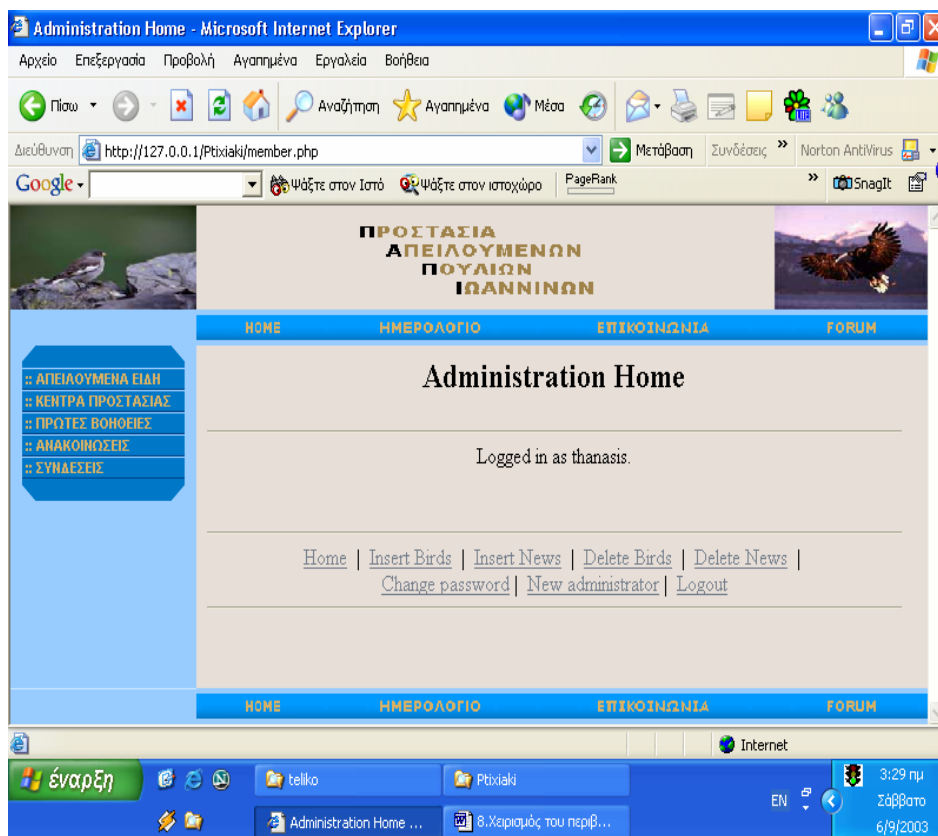 Administration Home - Microsoft Internet Explorer
Αρχείο Επεξεργασία Προβολή Αγαπημένα Εργαλεία Βοήθεια
Πίσω Αναζήτηση Αγαπημένα Μέσα
Διεύθυνση http://127.0.0.1/Ptixiaki/member.php Μετάβαση Συνδέσεις » Norton AntiVirus
Google Ψάξτε στον Ιστό Ψάξτε στον ιστοχώρο PageRank » SnagIt
ΠΡΟΣΤΑΣΙΑ
ΑΠΕΙΛΟΥΜΕΝΩΝ
ΠΟΥΛΙΩΝ
ΙΩΑΝΝΙΝΩΝ
HOME ΗΜΕΡΟΛΟΓΙΟ ΕΠΙΚΟΙΝΩΝΙΑ FORUM
:: ΑΠΕΙΛΟΥΜΕΝΑ ΕΙΔΗ
:: ΚΕΝΤΡΑ ΠΡΟΣΤΑΣΙΑΣ
:: ΠΡΩΤΕΣ ΒΟΗΘΕΙΕΣ
:: ΑΝΑΚΟΙΝΩΣΕΙΣ
:: ΣΥΝΔΕΣΕΙΣ
Administration Home
Logged in as thanasis.
Home | Insert Birds | Insert News | Delete Birds | Delete News |
Change password | New administrator | Logout
HOME ΗΜΕΡΟΛΟΓΙΟ ΕΠΙΚΟΙΝΩΝΙΑ FORUM
Internet
έναρξη teliko Ptixiaki 3:29 πμ
EN Σάββατο
Administration Home ... 8.Χειρισμός του περιβ... 6/9/2003